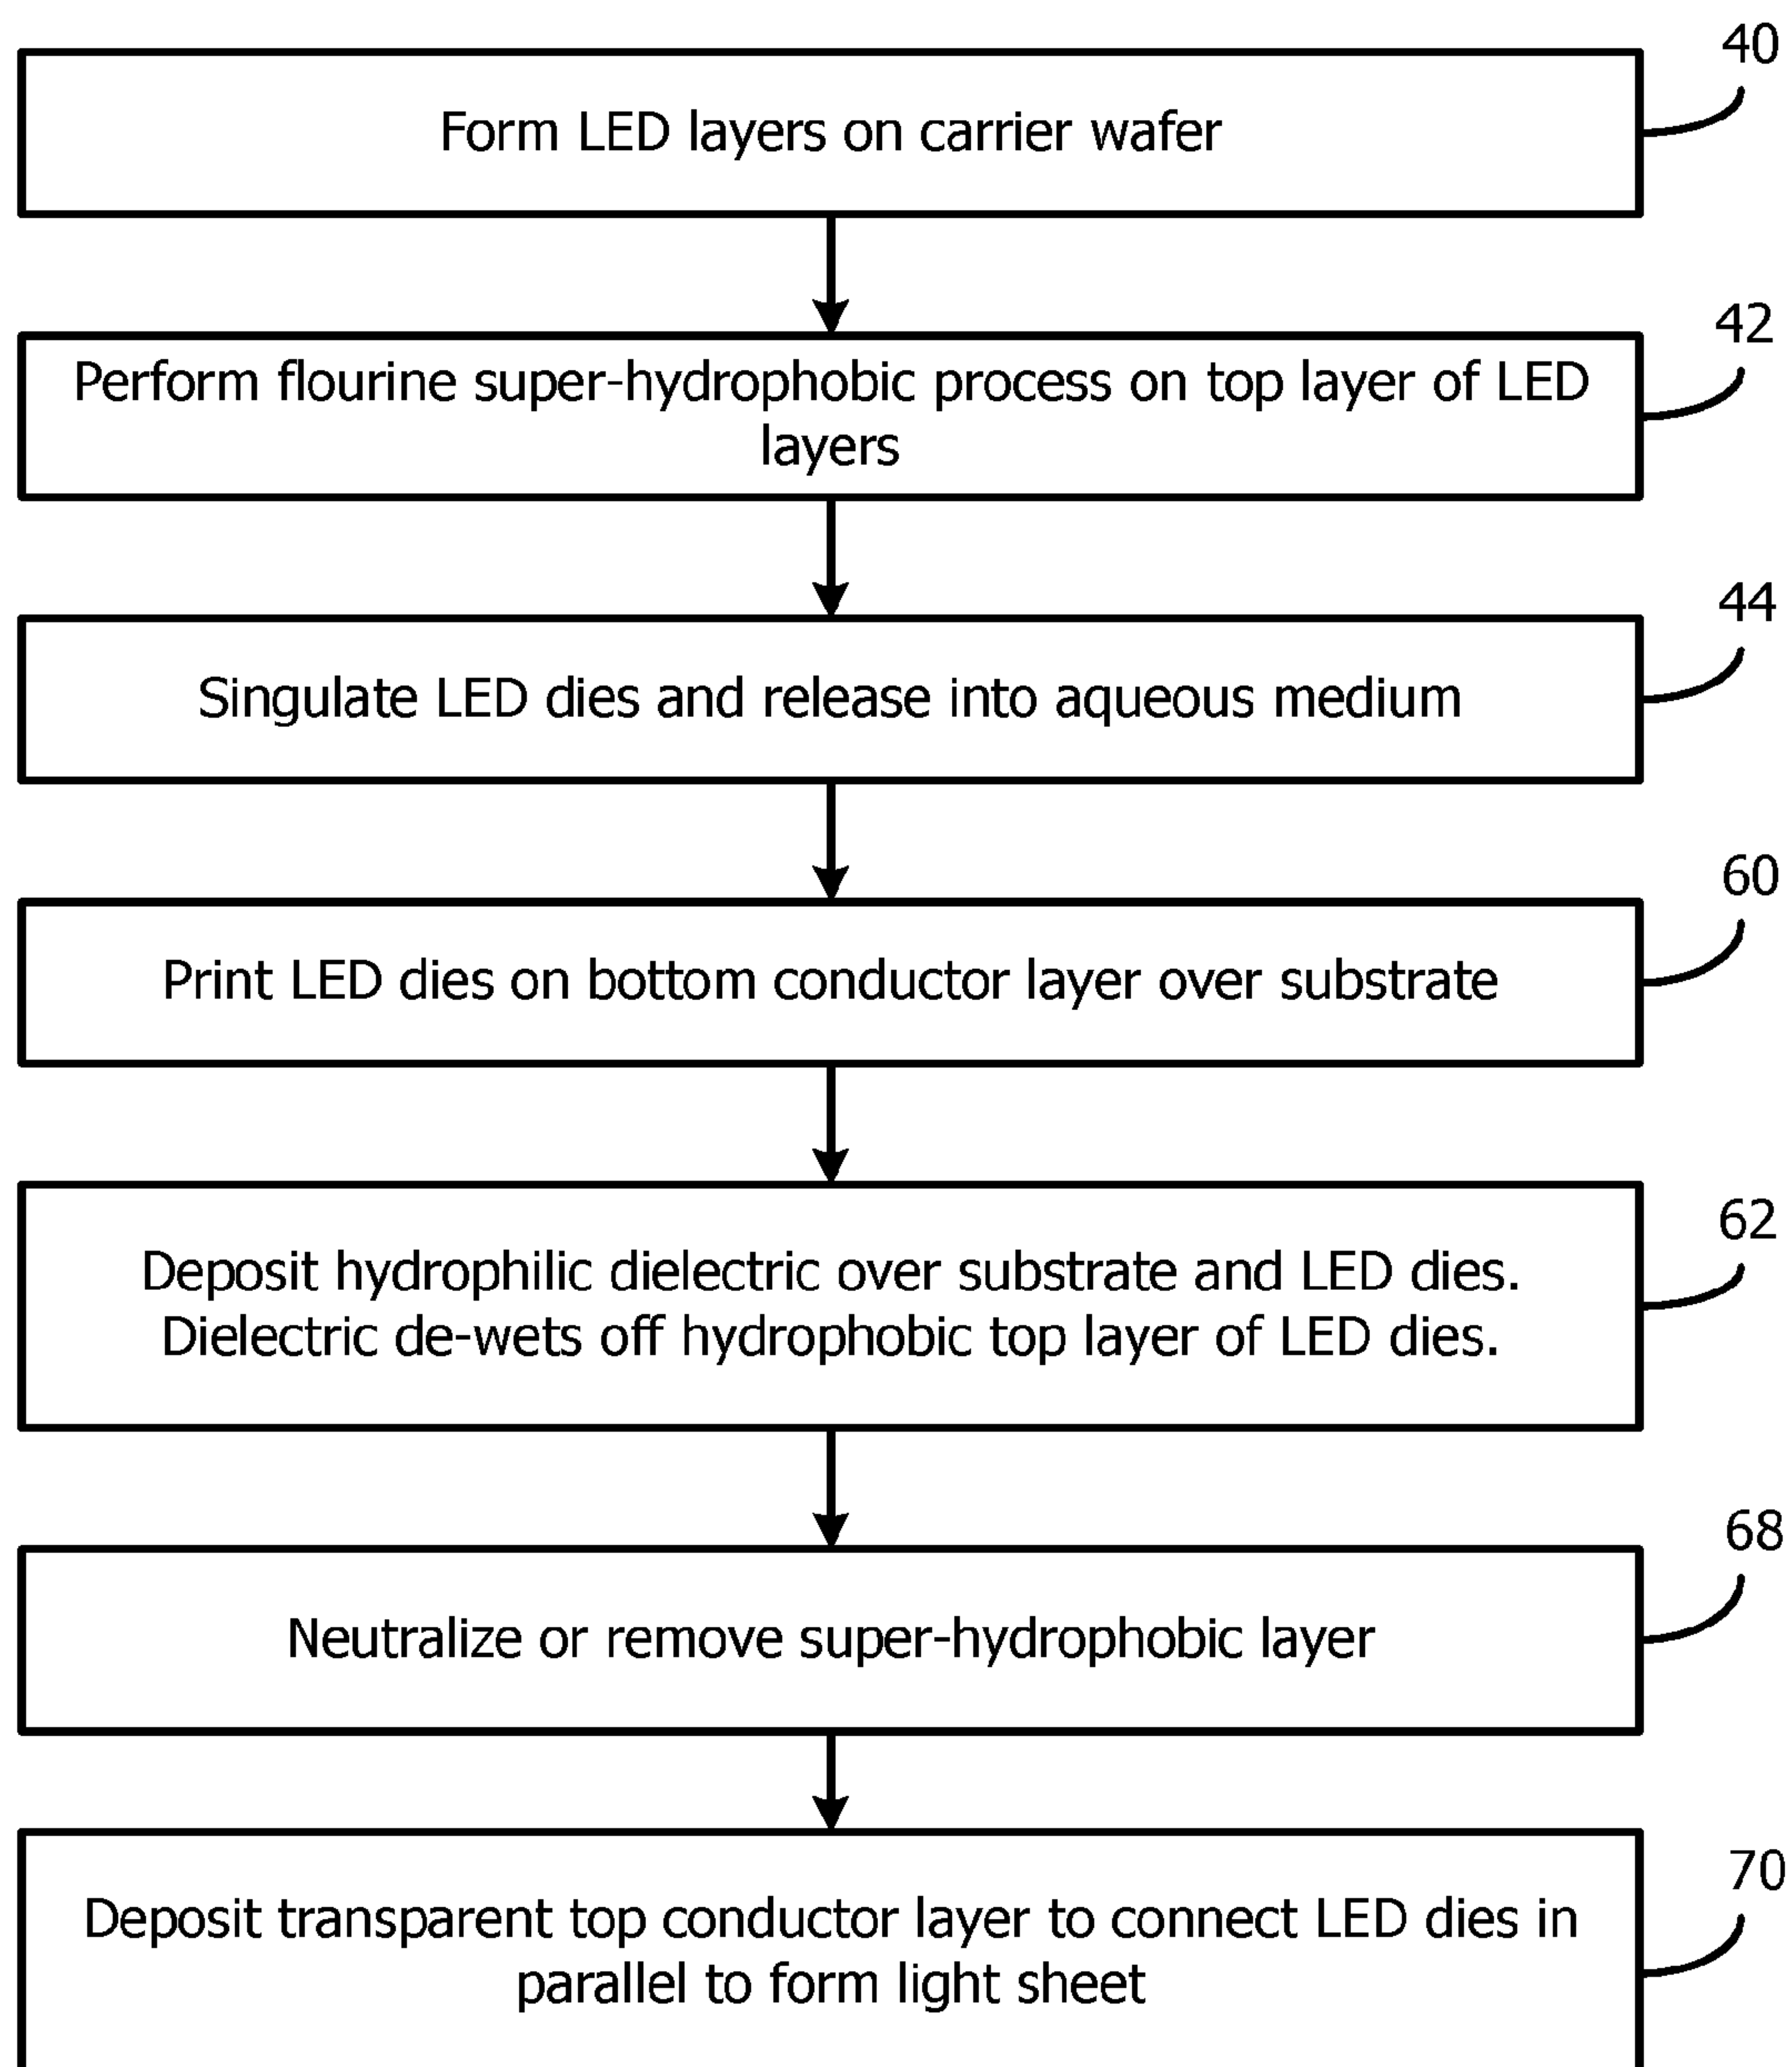 40
Form LED layers on carrier wafer
42
Perform flourine super-hydrophobic process on top layer of LED
layers
44
Singulate LED dies and release into aqueous medium
60
Print LED dies on bottom conductor layer over substrate
62
Deposit hydrophilic dielectric over substrate and LED dies.
Dielectric de-wets off hydrophobic top layer of LED dies.
68
Neutralize or remove super-hydrophobic layer
70
Deposit transparent top conductor layer to connect LED dies in
parallel to form light sheet